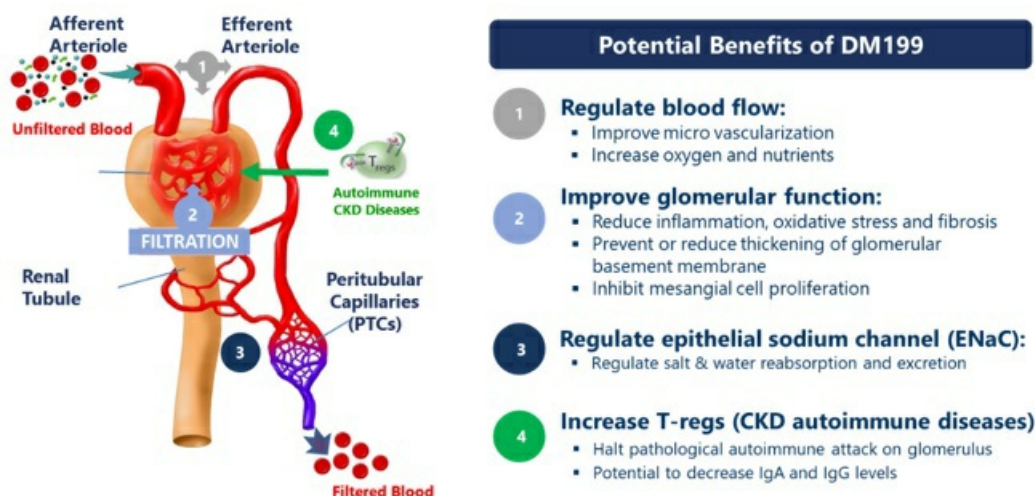 Afferent
Arteriole
Efferent
Arteriole
1
Unfiltered Blood
4
Tregs
Autoimmune
CKD Diseases
2
FILTRATION
Renal
Tubule
Peritubular
Capillaries
(PTCs)
3
Filtered Blood
Potential Benefits of DM199
1
Regulate blood flow:
▪ Improve micro vascularization
▪ Increase oxygen and nutrients
2
Improve glomerular function:
▪ Reduce inflammation, oxidative stress and fibrosis
▪ Prevent or reduce thickening of glomerular
basement membrane
▪ Inhibit mesangial cell proliferation
3
Regulate epithelial sodium channel (ENaC):
▪ Regulate salt & water reabsorption and excretion
4
Increase T-regs (CKD autoimmune diseases)
▪ Halt pathological autoimmune attack on glomerulus
▪ Potential to decrease IgA and IgG levels